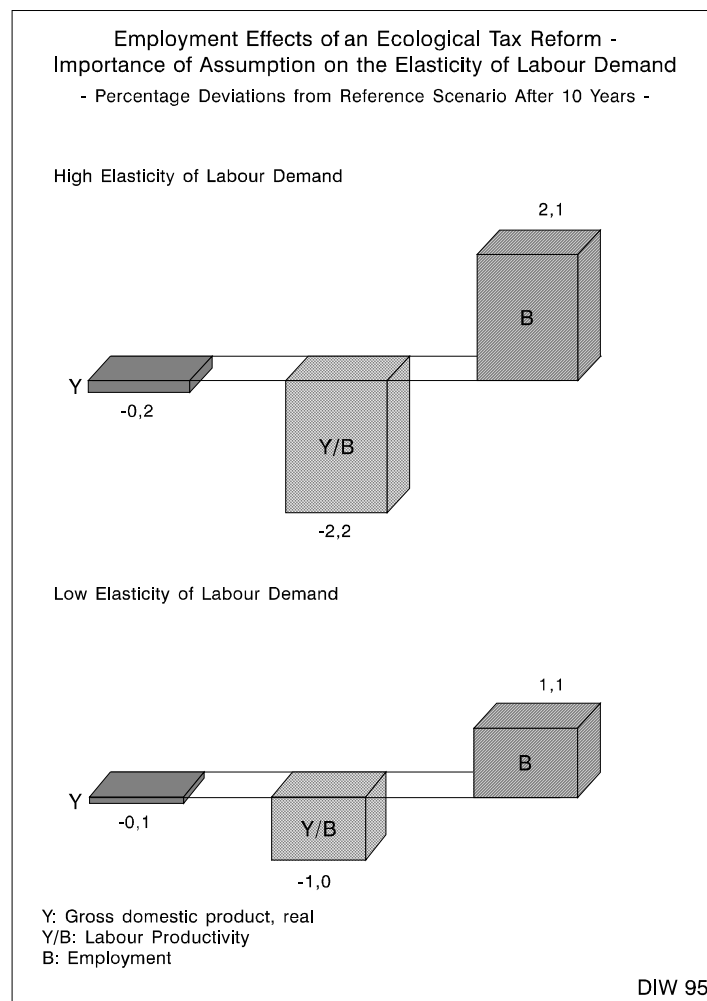 Employment Effects of an Ecological Tax Reform -
Importance of Assumption on the Elasticity of Labour Demand
- Percentage Deviations from Reference Scenario After 10 Years -
High Elasticity of Labour Demand
2,1
B
Y
-0,2
Y/B
-2,2
Low Elasticity of Labour Demand
1,1
B
Y
-0,1
Y/B
-1,0
Y: Gross domestic product, real
Y/B: Labour Productivity
B: Employment
DIW 95